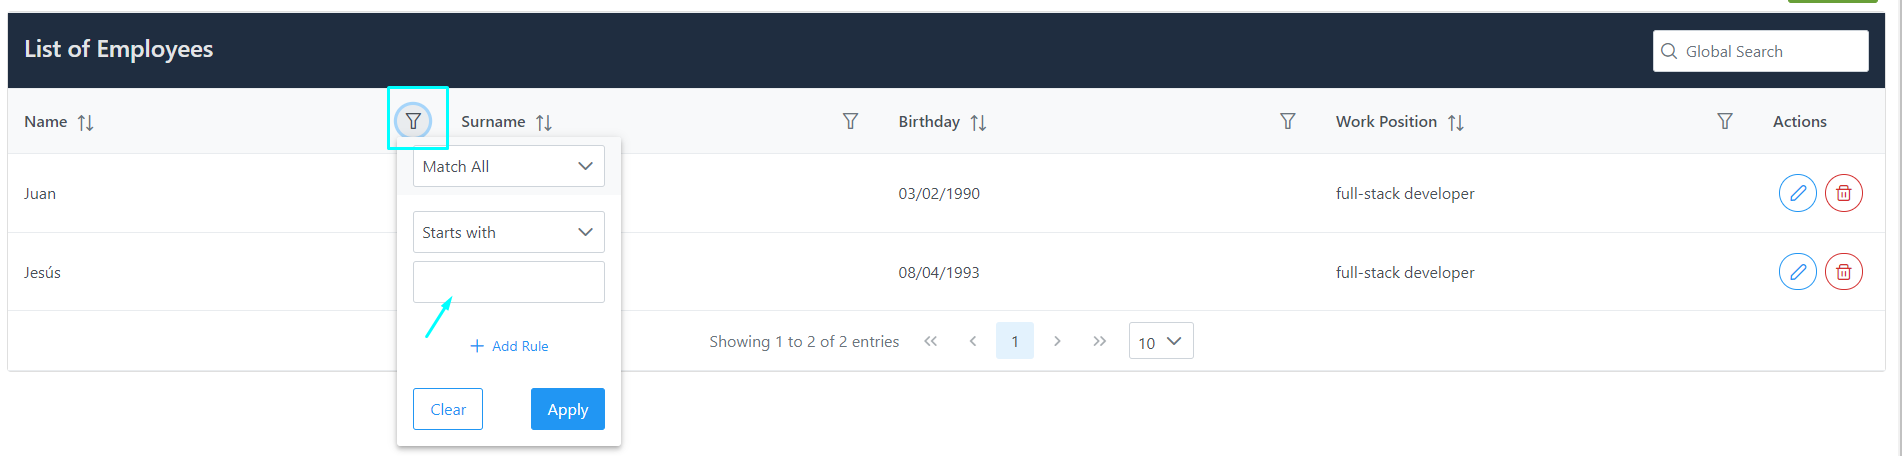 List of Employees
Global Search
Name Surname Birthday Work Position Actions
Match All
Juan 03/02/1990 full-stack developer
Starts with
Jesús 08/04/1993 full-stack developer
Showing 1 to 2 of 2 entries << < 1 > >> 10
+ Add Rule
Clear Apply